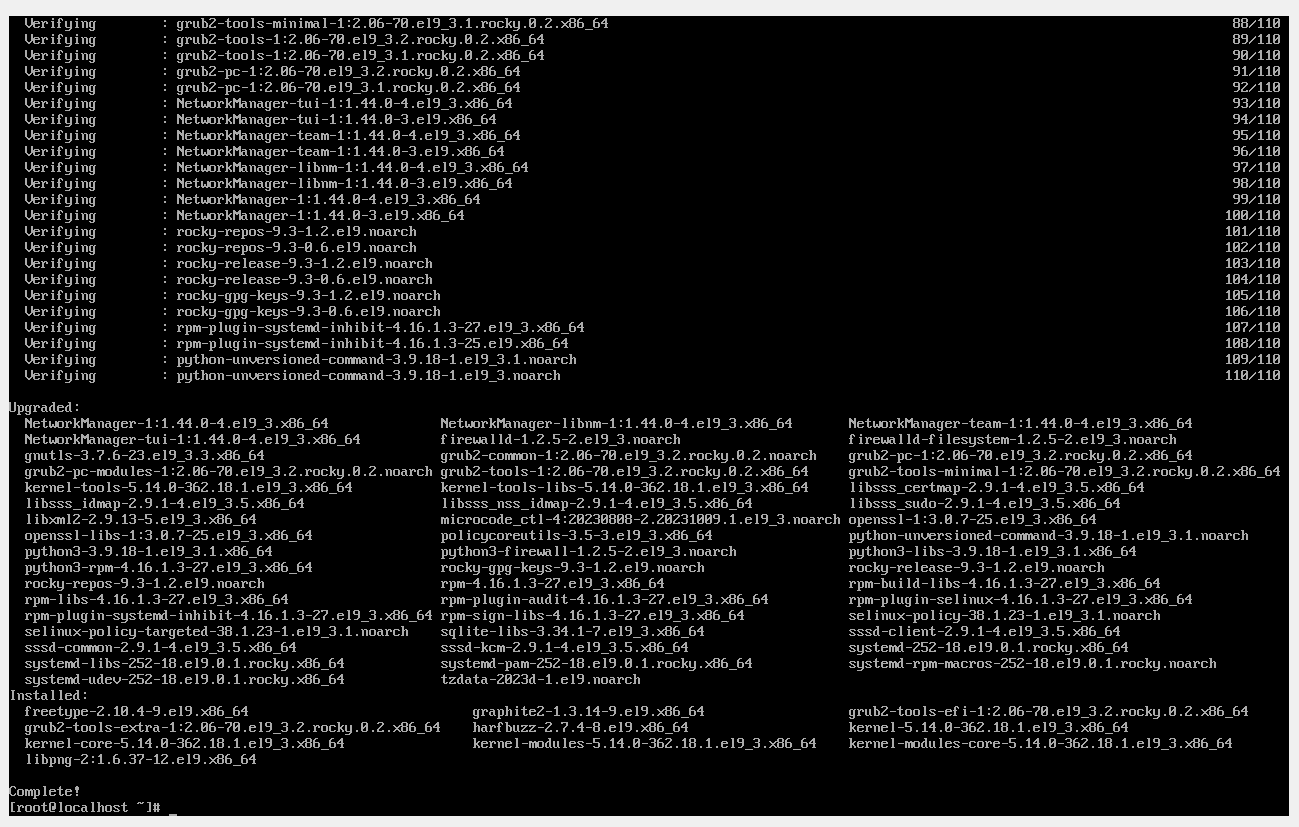 Verifying : grub2-tools-minimal-1:2.06-70.el9_3.1.rocky.0.2.x86_64 88/110
Verifying : grub2-tools-1:2.06-70.el9_3.2.rocky.0.2.x86_64 89/110
Verifying : grub2-tools-1:2.06-70.el9_3.1.rocky.0.2.x86_64 90/110
Verifying : grub2-pc-1:2.06-70.el9_3.2.rocky.0.2.x86_64 91/110
Verifying : grub2-pc-1:2.06-70.el9_3.1.rocky.0.2.x86_64 92/110
Verifying : NetworkManager-tui-1:1.44.0-4.el9_3.x86_64 93/110
Verifying : NetworkManager-tui-1:1.44.0-3.el9.x86_64 94/110
Verifying : NetworkManager-team-1:1.44.0-4.el9_3.x86_64 95/110
Verifying : NetworkManager-team-1:1.44.0-3.el9.x86_64 96/110
Verifying : NetworkManager-libnm-1:1.44.0-4.el9_3.x86_64 97/110
Verifying : NetworkManager-libnm-1:1.44.0-3.el9.x86_64 98/110
Verifying : NetworkManager-1:1.44.0-4.el9_3.x86_64 99/110
Verifying : NetworkManager-1:1.44.0-3.el9.x86_64 100/110
Verifying : rocky-repos-9.3-1.2.el9.noarch 101/110
Verifying : rocky-repos-9.3-0.6.el9.noarch 102/110
Verifying : rocky-release-9.3-1.2.el9.noarch 103/110
Verifying : rocky-release-9.3-0.6.el9.noarch 104/110
Verifying : rocky-gpg-keys-9.3-1.2.el9.noarch 105/110
Verifying : rocky-gpg-keys-9.3-0.6.el9.noarch 106/110
Verifying : rpm-plugin-systemd-inhibit-4.16.1.3-27.el9_3.x86_64 107/110
Verifying : rpm-plugin-systemd-inhibit-4.16.1.3-25.el9.x86_64 108/110
Verifying : python-unversioned-command-3.9.18-1.el9_3.1.noarch 109/110
Verifying : python-unversioned-command-3.9.18-1.el9_3.noarch 110/110
Upgraded:
NetworkManager-1:1.44.0-4.el9_3.x86_64 NetworkManager-libnm-1:1.44.0-4.el9_3.x86_64 NetworkManager-team-1:1.44.0-4.el9_3.x86_64
NetworkManager-tui-1:1.44.0-4.el9_3.x86_64 firewalld-1.2.5-2.el9_3.noarch firewalld-filesystem-1.2.5-2.el9_3.noarch
gnutls-3.7.6-23.el9_3.3.x86_64 grub2-common-1:2.06-70.el9_3.2.rocky.0.2.noarch grub2-pc-1:2.06-70.el9_3.2.rocky.0.2.x86_64
grub2-pc-modules-1:2.06-70.el9_3.2.rocky.0.2.noarch grub2-tools-1:2.06-70.el9_3.2.rocky.0.2.x86_64 grub2-tools-minimal-1:2.06-70.el9_3.2.rocky.0.2.x86_64
kernel-tools-5.14.0-362.18.1.el9_3.x86_64 kernel-tools-libs-5.14.0-362.18.1.el9_3.x86_64 libsss_certmap-2.9.1-4.el9_3.5.x86_64
libsss_idmap-2.9.1-4.el9_3.5.x86_64 libsss_nss_idmap-2.9.1-4.el9_3.5.x86_64 libsss_sudo-2.9.1-4.el9_3.5.x86_64
libxml2-2.9.13-5.el9_3.x86_64 microcode_ctl-4:20230808-2.20231009.1.el9_3.noarch openssl-1:3.0.7-25.el9_3.x86_64
openssl-libs-1:3.0.7-25.el9_3.x86_64 policycoreutils-3.5-3.el9_3.x86_64 python-unversioned-command-3.9.18-1.el9_3.1.noarch
python3-3.9.18-1.el9_3.1.x86_64 python3-firewall-1.2.5-2.el9_3.noarch python3-libs-3.9.18-1.el9_3.1.x86_64
python3-rpm-4.16.1.3-27.el9_3.x86_64 rocky-gpg-keys-9.3-1.2.el9.noarch rocky-release-9.3-1.2.el9.noarch
rocky-repos-9.3-1.2.el9.noarch rpm-4.16.1.3-27.el9_3.x86_64 rpm-build-libs-4.16.1.3-27.el9_3.x86_64
rpm-libs-4.16.1.3-27.el9_3.x86_64 rpm-plugin-audit-4.16.1.3-27.el9_3.x86_64 rpm-plugin-selinux-4.16.1.3-27.el9_3.x86_64
rpm-plugin-systemd-inhibit-4.16.1.3-27.el9_3.x86_64 rpm-sign-libs-4.16.1.3-27.el9_3.x86_64 selinux-policy-38.1.23-1.el9_3.1.noarch
selinux-policy-targeted-38.1.23-1.el9_3.1.noarch sqlite-libs-3.34.1-7.el9_3.x86_64 sssd-client-2.9.1-4.el9_3.5.x86_64
sssd-common-2.9.1-4.el9_3.5.x86_64 sssd-kcm-2.9.1-4.el9_3.5.x86_64 systemd-252-18.el9.0.1.rocky.x86_64
systemd-libs-252-18.el9.0.1.rocky.x86_64 systemd-pam-252-18.el9.0.1.rocky.x86_64 systemd-rpm-macros-252-18.el9.0.1.rocky.noarch
systemd-udev-252-18.el9.0.1.rocky.x86_64 tzdata-2023d-1.el9.noarch
Installed:
freetype-2.10.4-9.el9.x86_64 graphite2-1.3.14-9.el9.x86_64 grub2-tools-efi-1:2.06-70.el9_3.2.rocky.0.2.x86_64
grub2-tools-extra-1:2.06-70.el9_3.2.rocky.0.2.x86_64 harfbuzz-2.7.4-8.el9.x86_64 kernel-5.14.0-362.18.1.el9_3.x86_64
kernel-core-5.14.0-362.18.1.el9_3.x86_64 kernel-modules-5.14.0-362.18.1.el9_3.x86_64 kernel-modules-core-5.14.0-362.18.1.el9_3.x86_64
libpng-2:1.6.37-12.el9.x86_64
Complete!
[root@localhost ~]# _